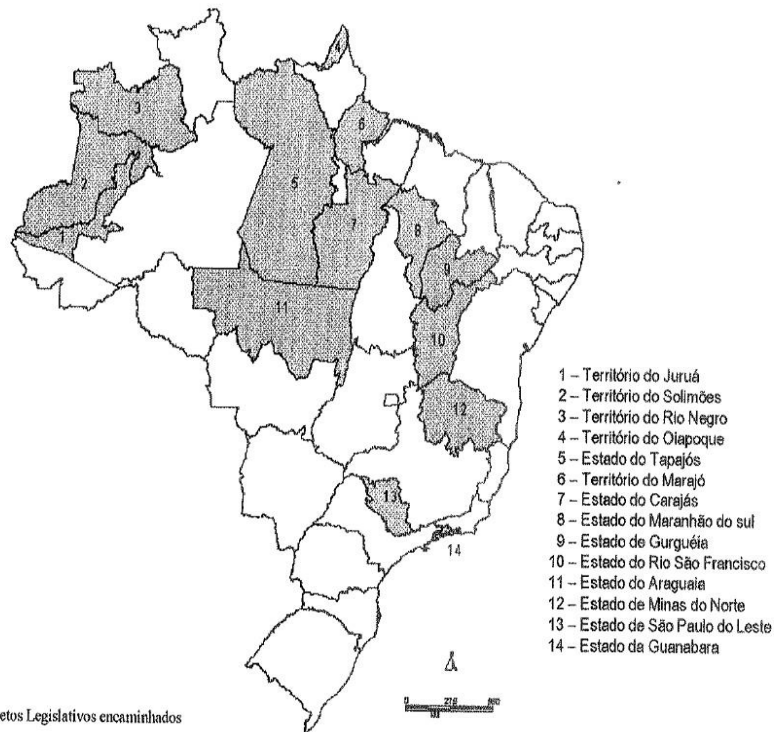 4
3
6
2
5
7
8
1
9
11
10
12
13
14
1 – Território do Juruá
2 – Território do Solimões
3 – Território do Rio Negro
4 – Território do Oiapoque
5 – Estado do Tapajós
6 – Território do Marajó
7 – Estado do Carajás
8 – Estado do Maranhão do sul
9 – Estado de Gurguéia
10 – Estado do Rio São Francisco
11 – Estado do Araguaia
12 – Estado de Minas do Norte
13 – Estado de São Paulo do Leste
14 – Estado da Guanabara
0
etos Legislativos encaminhados